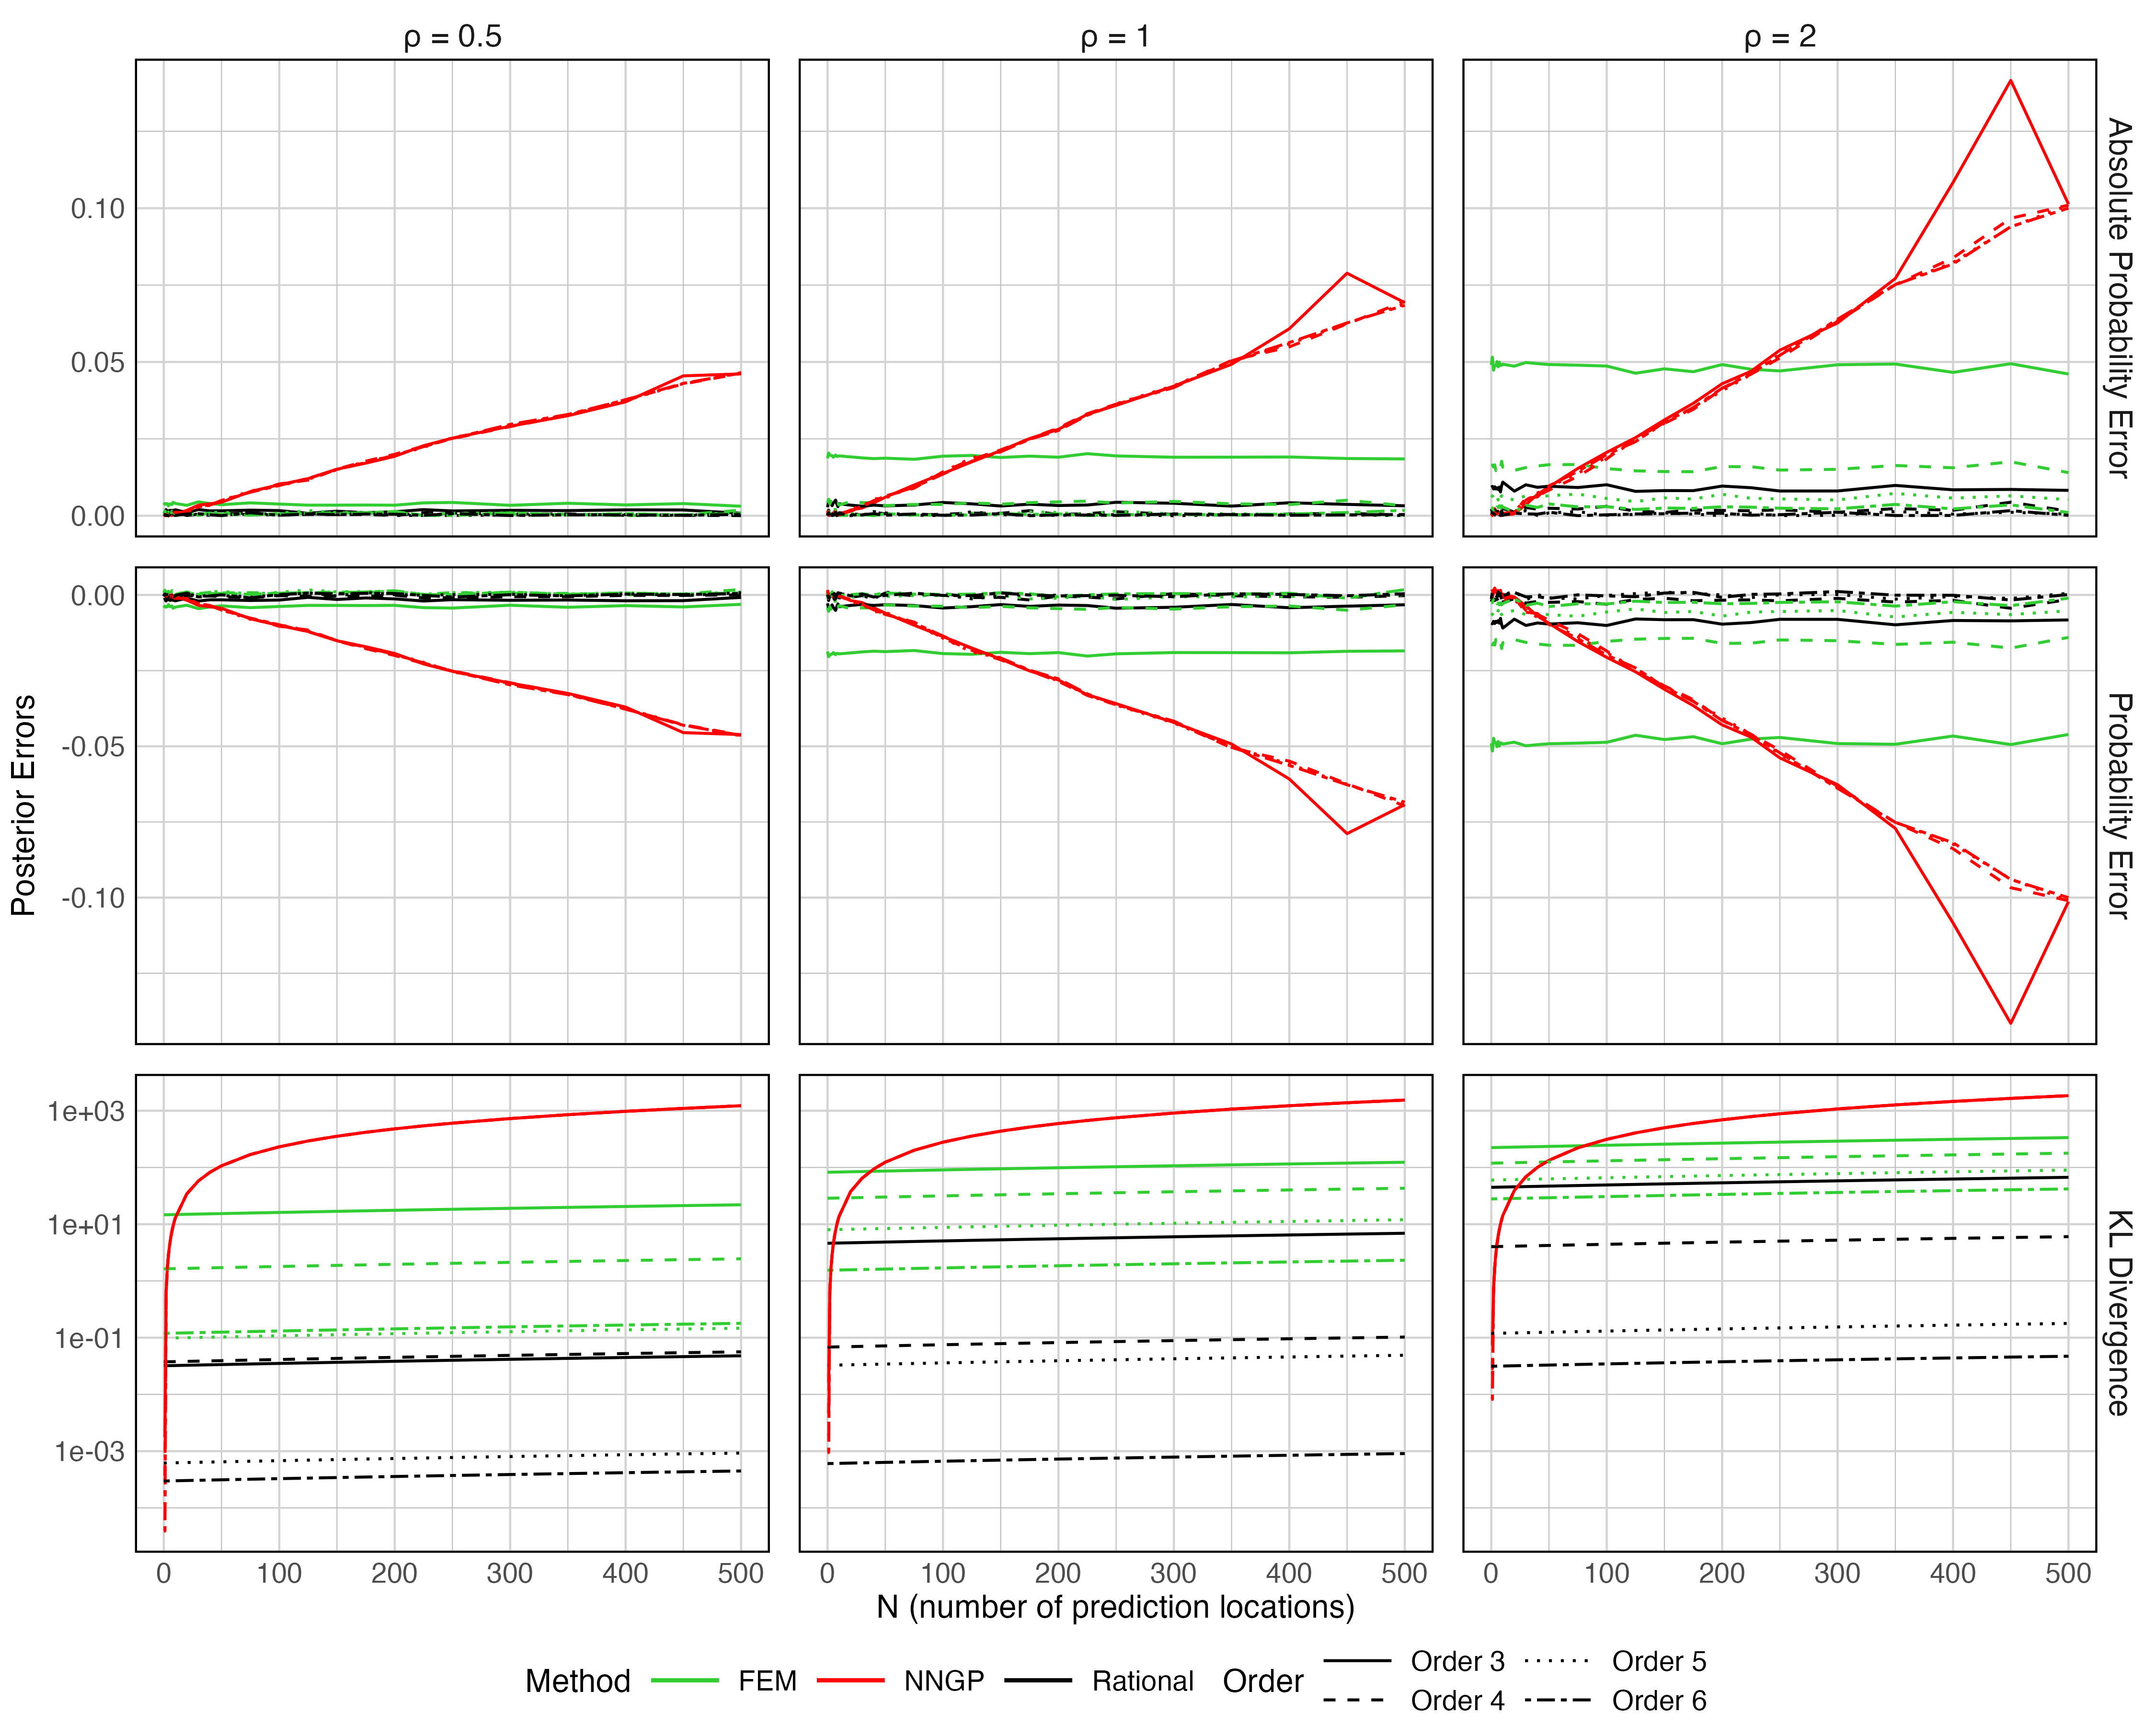 ρ = 0.5 ρ = 1 ρ = 2
0.10
0.05
0.00
Absolute Probability Error
0.00
-0.05
-0.10
Probability Error
Posterior Errors
1e+03
1e+01
1e-01
1e-03
KL Divergence
0 100 200 300 400 500 0 100 200 300 400 500 0 100 200 300 400 500
N (number of prediction locations)
Method FEM NNGP Rational Order Order 3 Order 5
Order 4 Order 6